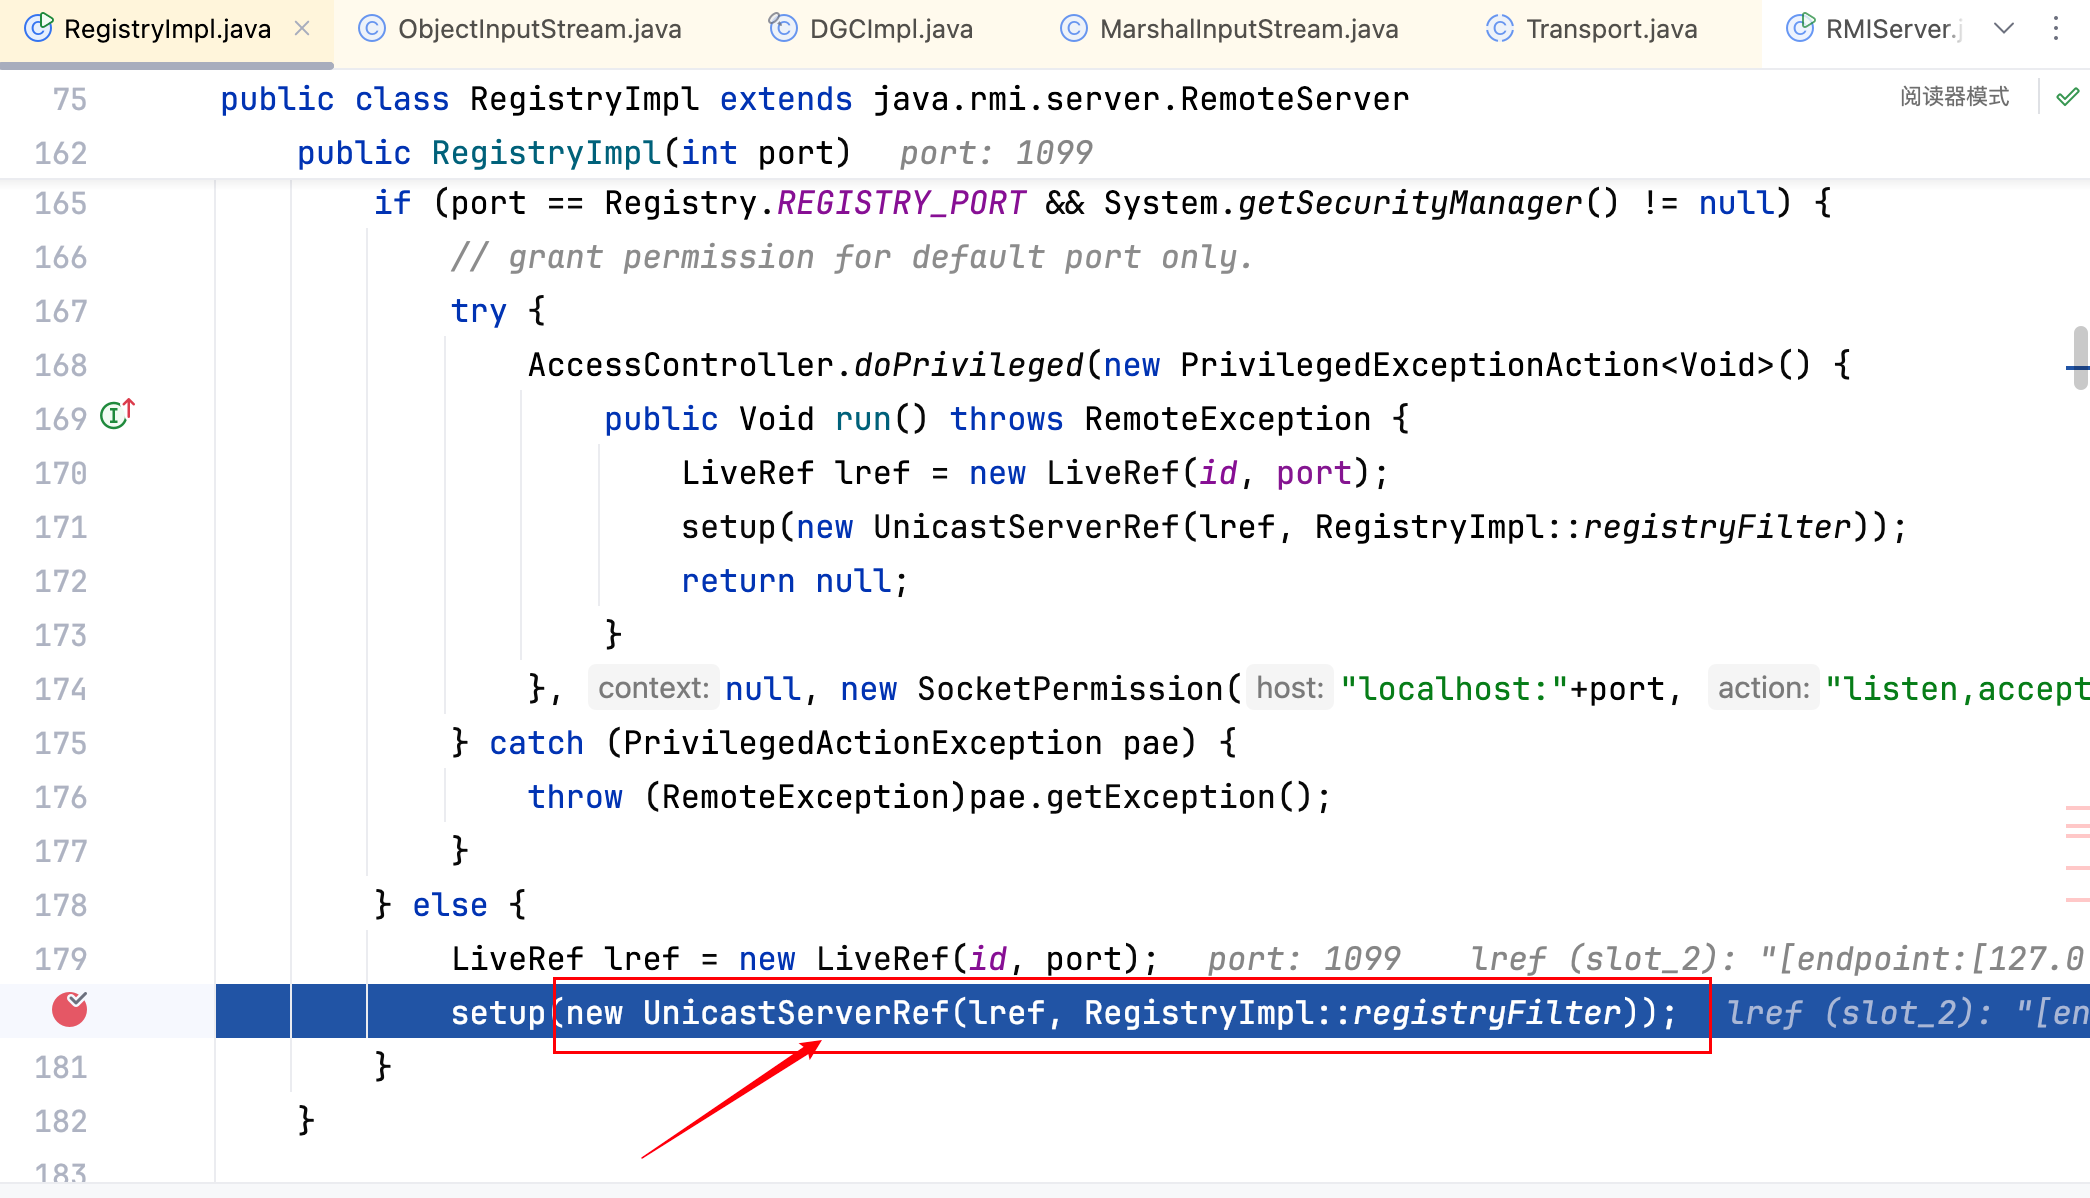 RegistryImpl.java ObjectInputStream.java DGCImpl.java MarshalInputStream.java Transport.java RMIServer.j
75 public class RegistryImpl extends java.rmi.server.RemoteServer 阅读器模式
162 public RegistryImpl(int port) port: 1099
165 if (port == Registry.REGISTRY_PORT && System.getSecurityManager() != null) {
166 // grant permission for default port only.
167 try {
168 AccessController.doPrivileged(new PrivilegedExceptionAction<Void>() {
169 public Void run() throws RemoteException {
170 LiveRef lref = new LiveRef(id, port);
171 setup(new UnicastServerRef(lref, RegistryImpl::registryFilter));
172 return null;
173 }
174 }, context: null, new SocketPermission( host: "localhost:"+port, action: "listen,accept
175 } catch (PrivilegedActionException pae) {
176 throw (RemoteException)pae.getException();
177 }
178 } else {
179 LiveRef lref = new LiveRef(id, port); port: 1099 lref (slot_2): "[endpoint:[127.0
setup(new UnicastServerRef(lref, RegistryImpl::registryFilter)); lref (slot_2): "[en
181 }
182 }
183